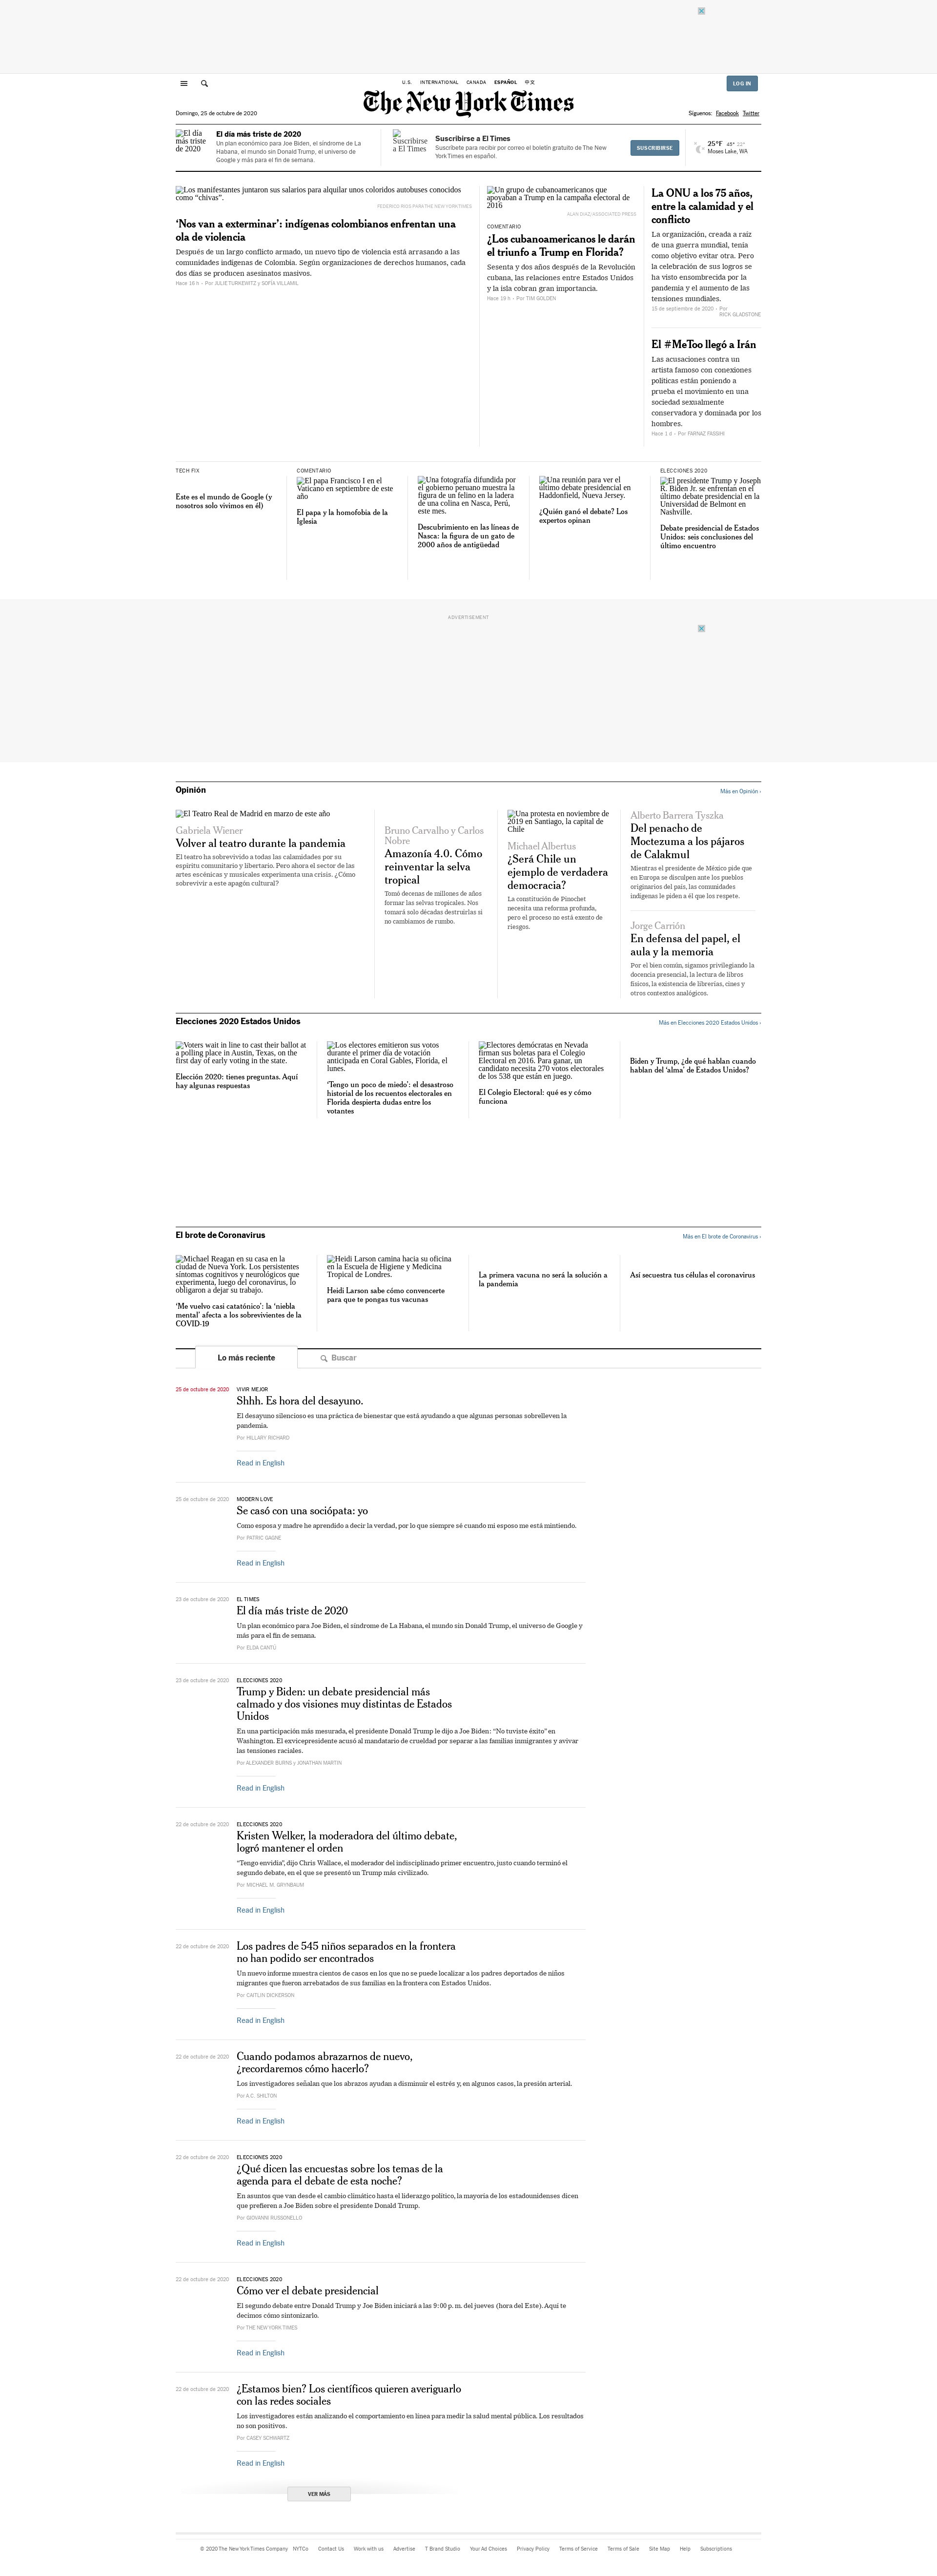 U.S. INTERNATIONAL CANADA ESPAÑOL 中文
LOG IN
The New York Times
Domingo, 25 de octubre de 2020
Síguenos: Facebook Twitter
El día más triste de 2020
El día más triste de 2020
Un plan económico para Joe Biden, el síndrome de La Habana, el mundo sin Donald Trump, el universo de Google y más para el fin de semana.
Suscribirse a El Times
Suscribirse a El Times
Suscríbete para recibir por correo el boletín gratuito de The New York Times en español.
SUSCRIBIRSE
25°F 45° 22°
Moses Lake, WA
Los manifestantes juntaron sus salarios para alquilar unos coloridos autobuses conocidos como “chivas”.
FEDERICO RIOS PARA THE NEW YORK TIMES
‘Nos van a exterminar’: indígenas colombianos enfrentan una ola de violencia
Después de un largo conflicto armado, un nuevo tipo de violencia está arrasando a las comunidades indígenas de Colombia. Según organizaciones de derechos humanos, cada dos días se producen asesinatos masivos.
Hace 16 h – Por JULIE TURKEWITZ y SOFÍA VILLAMIL
Un grupo de cubanoamericanos que apoyaban a Trump en la campaña electoral de 2016
ALAN DIAZ/ASSOCIATED PRESS
COMENTARIO
¿Los cubanoamericanos le darán el triunfo a Trump en Florida?
Sesenta y dos años después de la Revolución cubana, las relaciones entre Estados Unidos y la isla cobran gran importancia.
Hace 19 h – Por TIM GOLDEN
La ONU a los 75 años, entre la calamidad y el conflicto
La organización, creada a raíz de una guerra mundial, tenía como objetivo evitar otra. Pero la celebración de sus logros se ha visto ensombrecida por la pandemia y el aumento de las tensiones mundiales.
15 de septiembre de 2020 – Por RICK GLADSTONE
El #MeToo llegó a Irán
Las acusaciones contra un artista famoso con conexiones políticas están poniendo a prueba el movimiento en una sociedad sexualmente conservadora y dominada por los hombres.
Hace 1 d – Por FARNAZ FASSIHI
TECH FIX
Este es el mundo de Google (y nosotros solo vivimos en él)
COMENTARIO
El papa Francisco I en el Vaticano en septiembre de este año
El papa y la homofobia de la Iglesia
Una fotografía difundida por el gobierno peruano muestra la figura de un felino en la ladera de una colina en Nasca, Perú, este mes.
Descubrimiento en las líneas de Nasca: la figura de un gato de 2000 años de antigüedad
Una reunión para ver el último debate presidencial en Haddonfield, Nueva Jersey.
¿Quién ganó el debate? Los expertos opinan
ELECCIONES 2020
El presidente Trump y Joseph R. Biden Jr. se enfrentan en el último debate presidencial en la Universidad de Belmont en Nashville.
Debate presidencial de Estados Unidos: seis conclusiones del último encuentro
ADVERTISEMENT
Opinión
Más en Opinión ›
El Teatro Real de Madrid en marzo de este año
Gabriela Wiener
Volver al teatro durante la pandemia
El teatro ha sobrevivido a todas las calamidades por su espíritu comunitario y libertario. Pero ahora el sector de las artes escénicas y musicales experimenta una crisis. ¿Cómo sobrevivir a este apagón cultural?
Bruno Carvalho y Carlos Nobre
Amazonía 4.0. Cómo reinventar la selva tropical
Tomó decenas de millones de años formar las selvas tropicales. Nos tomará solo décadas destruirlas si no cambiamos de rumbo.
Una protesta en noviembre de 2019 en Santiago, la capital de Chile
Michael Albertus
¿Será Chile un ejemplo de verdadera democracia?
La constitución de Pinochet necesita una reforma profunda, pero el proceso no está exento de riesgos.
Alberto Barrera Tyszka
Del penacho de Moctezuma a los pájaros de Calakmul
Mientras el presidente de México pide que en Europa se disculpen ante los pueblos originarios del país, las comunidades indígenas le piden a él que los respete.
Jorge Carrión
En defensa del papel, el aula y la memoria
Por el bien común, sigamos privilegiando la docencia presencial, la lectura de libros físicos, la existencia de librerías, cines y otros contextos analógicos.
Elecciones 2020 Estados Unidos
Más en Elecciones 2020 Estados Unidos ›
Voters wait in line to cast their ballot at a polling place in Austin, Texas, on the first day of early voting in the state.
Elección 2020: tienes preguntas. Aquí hay algunas respuestas
Los electores emitieron sus votos durante el primer día de votación anticipada en Coral Gables, Florida, el lunes.
‘Tengo un poco de miedo’: el desastroso historial de los recuentos electorales en Florida despierta dudas entre los votantes
Electores demócratas en Nevada firman sus boletas para el Colegio Electoral en 2016. Para ganar, un candidato necesita 270 votos electorales de los 538 que están en juego.
El Colegio Electoral: qué es y cómo funciona
Biden y Trump, ¿de qué hablan cuando hablan del ‘alma’ de Estados Unidos?
El brote de Coronavirus
Más en El brote de Coronavirus ›
Michael Reagan en su casa en la ciudad de Nueva York. Los persistentes síntomas cognitivos y neurológicos que experimenta, luego del coronavirus, lo obligaron a dejar su trabajo.
‘Me vuelvo casi catatónico’: la ‘niebla mental’ afecta a los sobrevivientes de la COVID-19
Heidi Larson camina hacia su oficina en la Escuela de Higiene y Medicina Tropical de Londres.
Heidi Larson sabe cómo convencerte para que te pongas tus vacunas
La primera vacuna no será la solución a la pandemia
Así secuestra tus células el coronavirus
Lo más reciente
Buscar
25 de octubre de 2020
VIVIR MEJOR
Shhh. Es hora del desayuno.
El desayuno silencioso es una práctica de bienestar que está ayudando a que algunas personas sobrelleven la pandemia.
Por HILLARY RICHARD
Read in English
25 de octubre de 2020
MODERN LOVE
Se casó con una sociópata: yo
Como esposa y madre he aprendido a decir la verdad, por lo que siempre sé cuando mi esposo me está mintiendo.
Por PATRIC GAGNE
Read in English
23 de octubre de 2020
EL TIMES
El día más triste de 2020
Un plan económico para Joe Biden, el síndrome de La Habana, el mundo sin Donald Trump, el universo de Google y más para el fin de semana.
Por ELDA CANTÚ
23 de octubre de 2020
ELECCIONES 2020
Trump y Biden: un debate presidencial más calmado y dos visiones muy distintas de Estados Unidos
En una participación más mesurada, el presidente Donald Trump le dijo a Joe Biden: “No tuviste éxito” en Washington. El exvicepresidente acusó al mandatario de crueldad por separar a las familias inmigrantes y avivar las tensiones raciales.
Por ALEXANDER BURNS y JONATHAN MARTIN
Read in English
22 de octubre de 2020
ELECCIONES 2020
Kristen Welker, la moderadora del último debate, logró mantener el orden
“Tengo envidia”, dijo Chris Wallace, el moderador del indisciplinado primer encuentro, justo cuando terminó el segundo debate, en el que se presentó un Trump más civilizado.
Por MICHAEL M. GRYNBAUM
Read in English
22 de octubre de 2020
Los padres de 545 niños separados en la frontera no han podido ser encontrados
Un nuevo informe muestra cientos de casos en los que no se puede localizar a los padres deportados de niños migrantes que fueron arrebatados de sus familias en la frontera con Estados Unidos.
Por CAITLIN DICKERSON
Read in English
22 de octubre de 2020
Cuando podamos abrazarnos de nuevo, ¿recordaremos cómo hacerlo?
Los investigadores señalan que los abrazos ayudan a disminuir el estrés y, en algunos casos, la presión arterial.
Por A.C. SHILTON
Read in English
22 de octubre de 2020
ELECCIONES 2020
¿Qué dicen las encuestas sobre los temas de la agenda para el debate de esta noche?
En asuntos que van desde el cambio climático hasta el liderazgo político, la mayoría de los estadounidenses dicen que prefieren a Joe Biden sobre el presidente Donald Trump.
Por GIOVANNI RUSSONELLO
Read in English
22 de octubre de 2020
ELECCIONES 2020
Cómo ver el debate presidencial
El segundo debate entre Donald Trump y Joe Biden iniciará a las 9:00 p. m. del jueves (hora del Este). Aquí te decimos cómo sintonizarlo.
Por THE NEW YORK TIMES
Read in English
22 de octubre de 2020
¿Estamos bien? Los científicos quieren averiguarlo con las redes sociales
Los investigadores están analizando el comportamiento en línea para medir la salud mental pública. Los resultados no son positivos.
Por CASEY SCHWARTZ
Read in English
VER MÁS
© 2020 The New York Times Company NYTCo Contact Us Work with us Advertise T Brand Studio Your Ad Choices Privacy Policy Terms of Service Terms of Sale Site Map Help Subscriptions